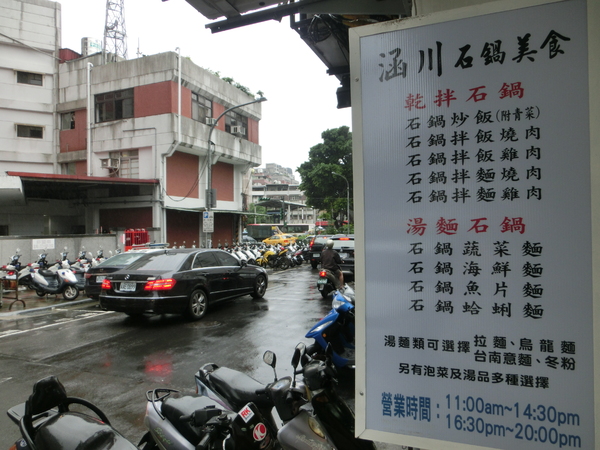 涵川石鍋美食
乾拌石鍋
石鍋炒飯(附青菜)
石鍋拌飯燒肉
石鍋拌飯雞肉
石鍋拌麵燒肉
石鍋拌麵雞肉
湯麵石鍋
石鍋蔬菜麵
石鍋海鮮麵
石鍋魚片麵
石鍋蛤蜊麵
湯麵類可選擇 拉麵、烏龍麵
台南意麵、冬粉
另有泡菜及湯品多種選擇
營業時間：11:00am~14:30pm
16:30pm~20:00pm